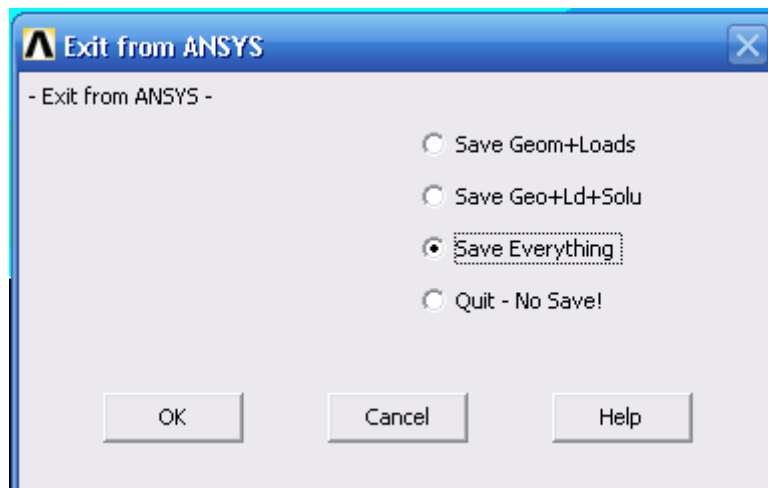 Exit from ANSYS
- Exit from ANSYS -
Save Geom+Loads
Save Geo+Ld+Solu
Save Everything
Quit - No Save!
OK Cancel Help